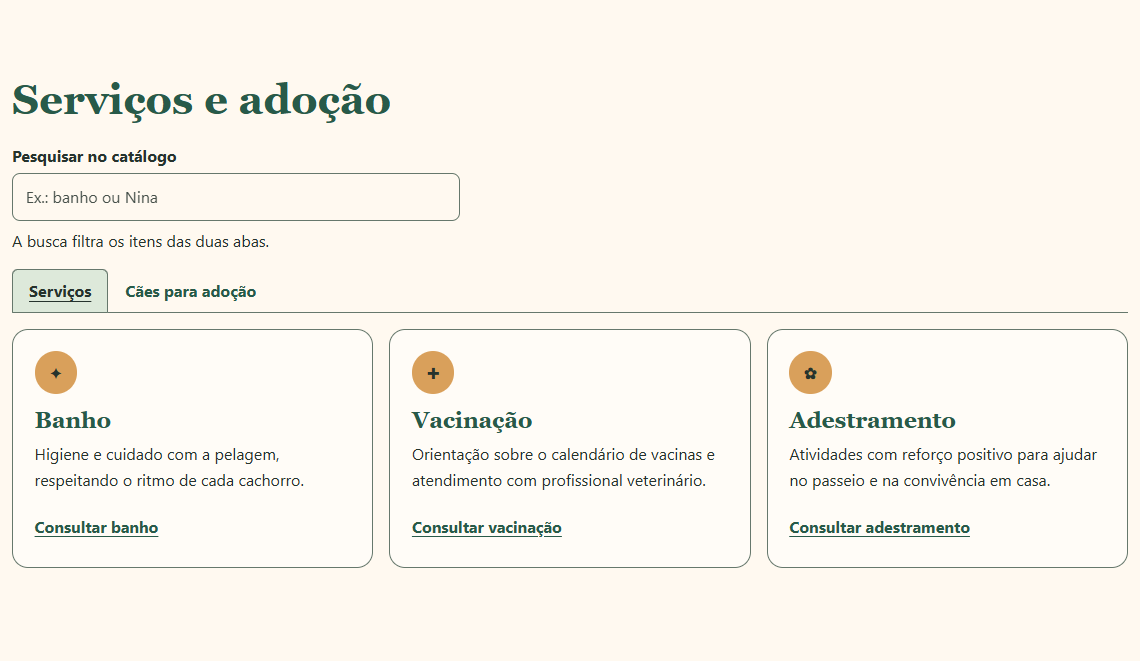 Serviços e adoção
Pesquisar no catálogo
Ex.: banho ou Nina
A busca filtra os itens das duas abas.
Serviços
Cães para adoção
Banho
Higiene e cuidado com a pelagem,
respeitando o ritmo de cada cachorro.
Consultar banho
Vacinação
Orientação sobre o calendário de vacinas e
atendimento com profissional veterinário.
Consultar vacinação
Adestramento
Atividades com reforço positivo para ajudar
no passeio e na convivência em casa.
Consultar adestramento